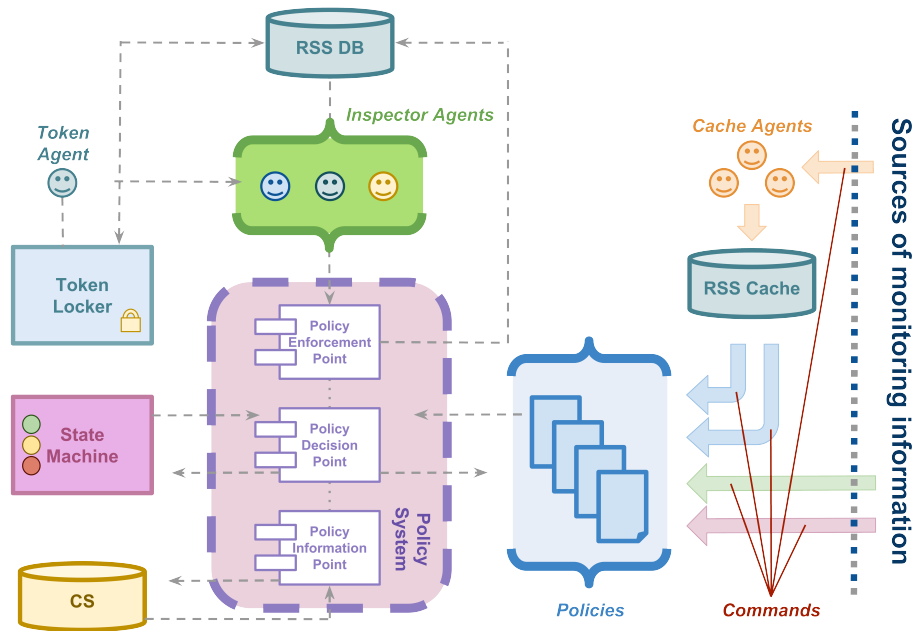 RSS DB
Inspector Agents
Token
Agent
Cache Agents
Token
Locker
RSS Cache
Policy
Enforcement
Point
State
Machine
Policy
Decision
Point
Policy
Information
Point
Policy
System
CS
Policies
Commands
Sources of monitoring information